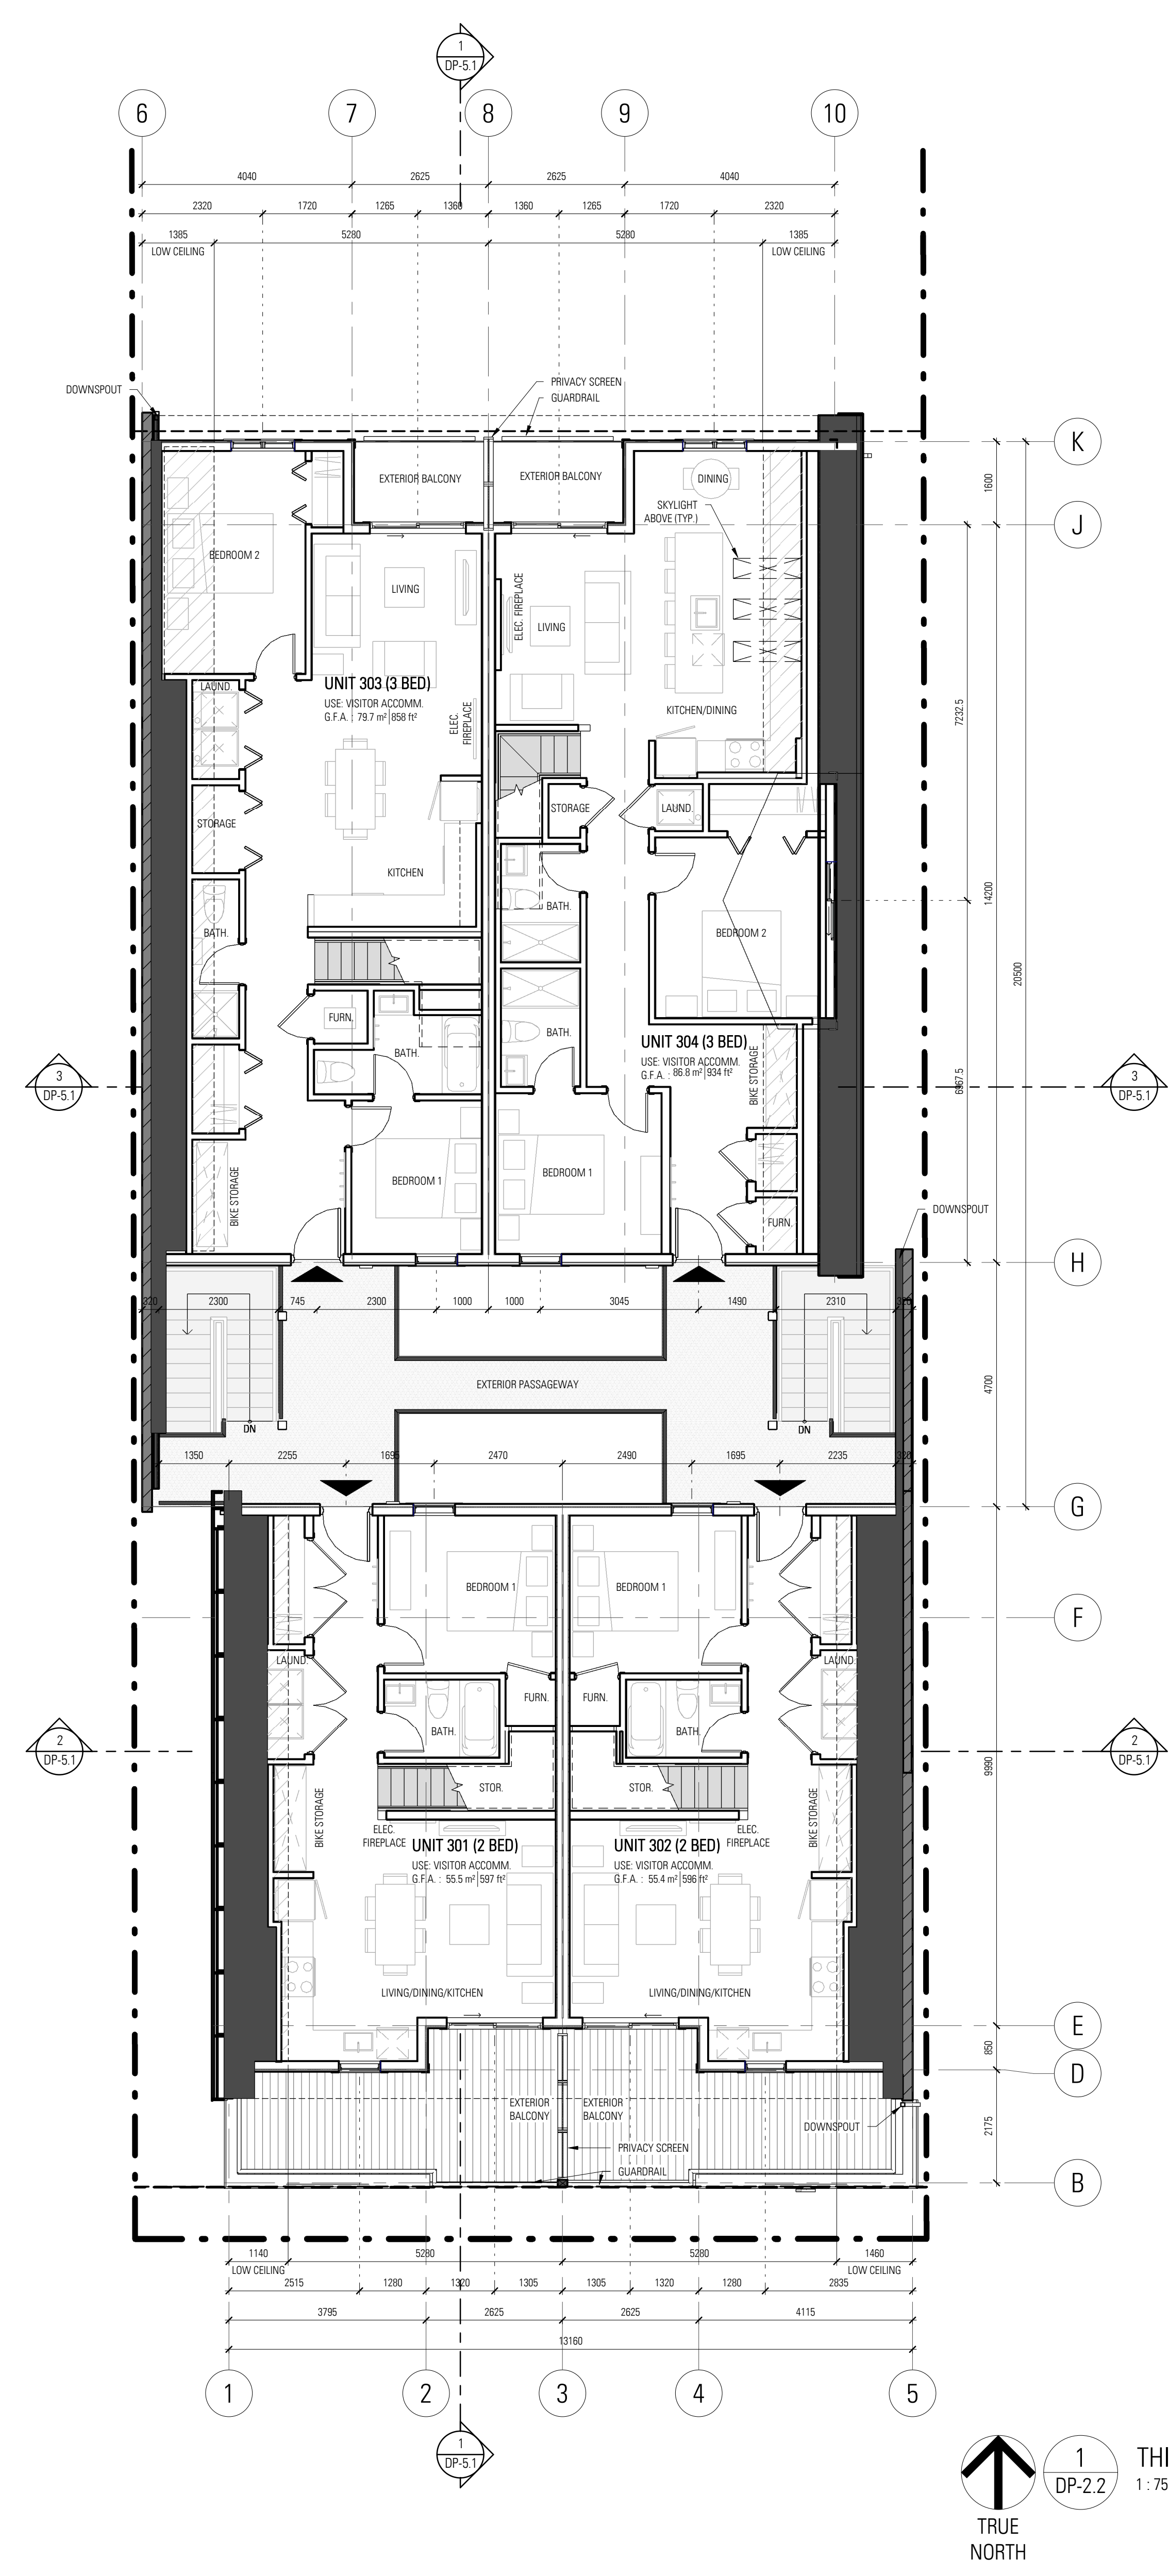 1
DP-5.1
6
7
8
9
10
4040
2625
2625
4040
2320
1720
1265
1360
1360
1265
1720
2320
1385
5280
5280
1385
LOW CEILING
LOW CEILING
DOWNSPOUT
PRIVACY SCREEN
GUARDRAIL
K
EXTERIOR BALCONY
EXTERIOR BALCONY
DINING
1600
SKYLIGHT
ABOVE (TYP.)
J
BEDROOM 2
LIVING
ELEC. FIREPLACE
LIVING
LAUND.
UNIT 303 (3 BED)
USE: VISITOR ACCOMM.
G.F.A. : 79.7 m² 858 ft²
ELEC.
FIREPLACE
KITCHEN/DINING
7232.5
STORAGE
STORAGE
LAUND.
KITCHEN
14200
BATH.
BATH.
BEDROOM 2
20500
FURN.
BATH.
BATH.
UNIT 304 (3 BED)
USE: VISITOR ACCOMM.
G.F.A. : 86.8 m² 934 ft²
BIKE STORAGE
3
DP-5.1
3
DP-5.1
6967.5
BEDROOM 1
BEDROOM 1
BIKE STORAGE
FURN.
DOWNSPOUT
H
320
2300
745
2300
1000
1000
3045
1490
2310
320
EXTERIOR PASSAGEWAY
4700
DN
DN
1350
2255
1695
2470
2490
1695
2235
320
G
BEDROOM 1
BEDROOM 1
F
LAUND.
LAUND.
FURN.
FURN.
BATH.
BATH.
2
DP-5.1
2
DP-5.1
9990
STOR.
STOR.
BIKE STORAGE
BIKE STORAGE
ELEC.
FIREPLACE
ELEC.
FIREPLACE
UNIT 301 (2 BED)
USE: VISITOR ACCOMM.
G.F.A. : 55.5 m² 597 ft²
UNIT 302 (2 BED)
USE: VISITOR ACCOMM.
G.F.A. : 55.4 m² 596 ft²
LIVING/DINING/KITCHEN
LIVING/DINING/KITCHEN
E
850
D
EXTERIOR
BALCONY
EXTERIOR
BALCONY
DOWNSPOUT
2175
PRIVACY SCREEN
GUARDRAIL
B
1140
5280
5280
1460
LOW CEILING
LOW CEILING
2515
1280
1320
1305
1305
1320
1280
2835
3795
2625
2625
4115
13160
1
2
3
4
5
1
DP-5.1
1
DP-2.2
THI
1 : 75
TRUE
NORTH